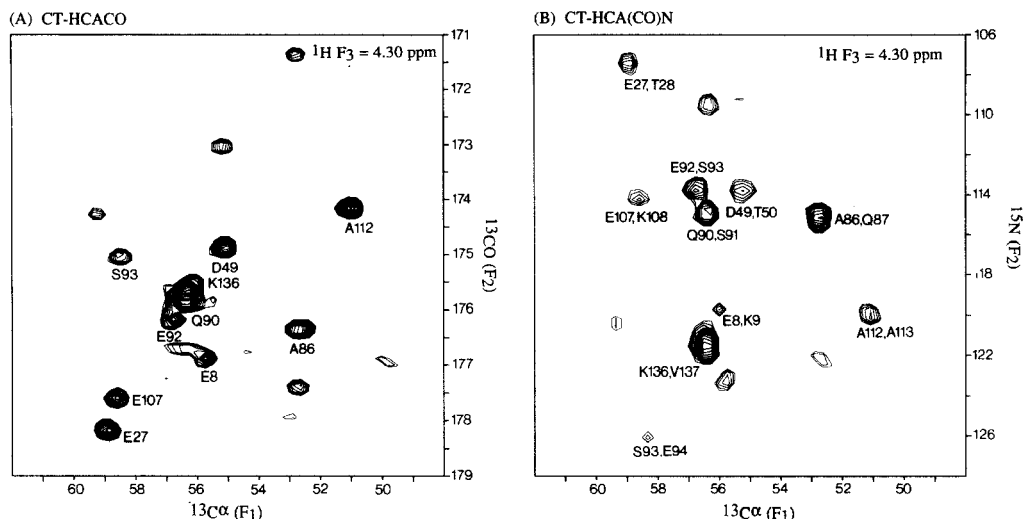 (A) CT-HCACO
¹H F₃ = 4.30 ppm
171
172
173
174
175
176
177
178
179
¹³CO (F₂)
A112
S93
D49
K136
Q90
E92
A86
E8
E107
E27
60
58
56
54
52
50
¹³Cα (F₁)
(B) CT-HCA(CO)N
¹H F₃ = 4.30 ppm
106
110
114
118
122
126
¹⁵N (F₂)
E27,T28
E92,S93
E107,K108
D49,T50
A86,Q87
Q90,S91
E8,K9
A112,A113
K136,V137
S93,E94
60
58
56
54
52
50
¹³Cα (F₁)